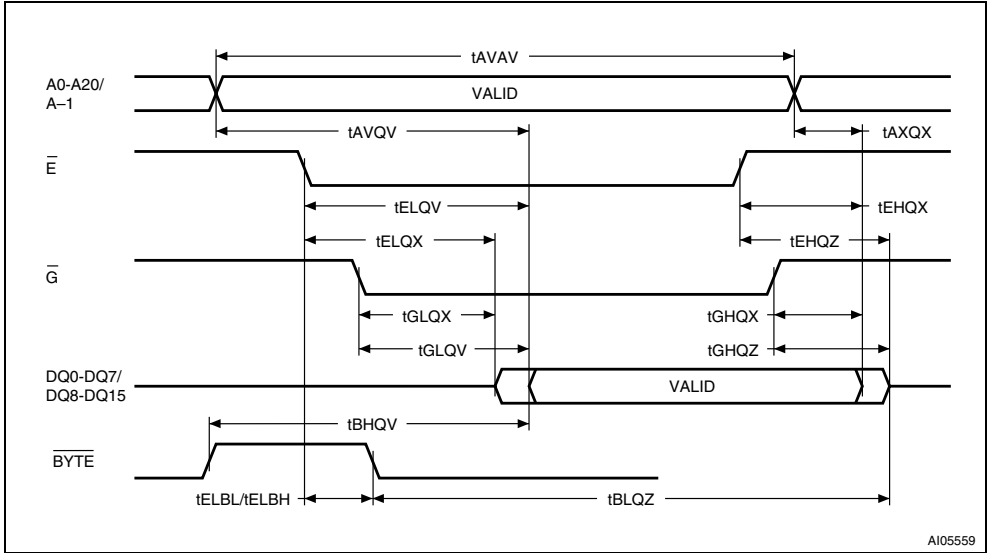 tAVAV
A0-A20/
A–1
VALID
tAVQV
tAXQX
E
tELQV
tEHQX
tELQX
tEHQZ
G
tGLQX
tGHQX
tGLQV
tGHQZ
DQ0-DQ7/
DQ8-DQ15
VALID
tBHQV
BYTE
tELBL/tELBH
tBLQZ
AI05559